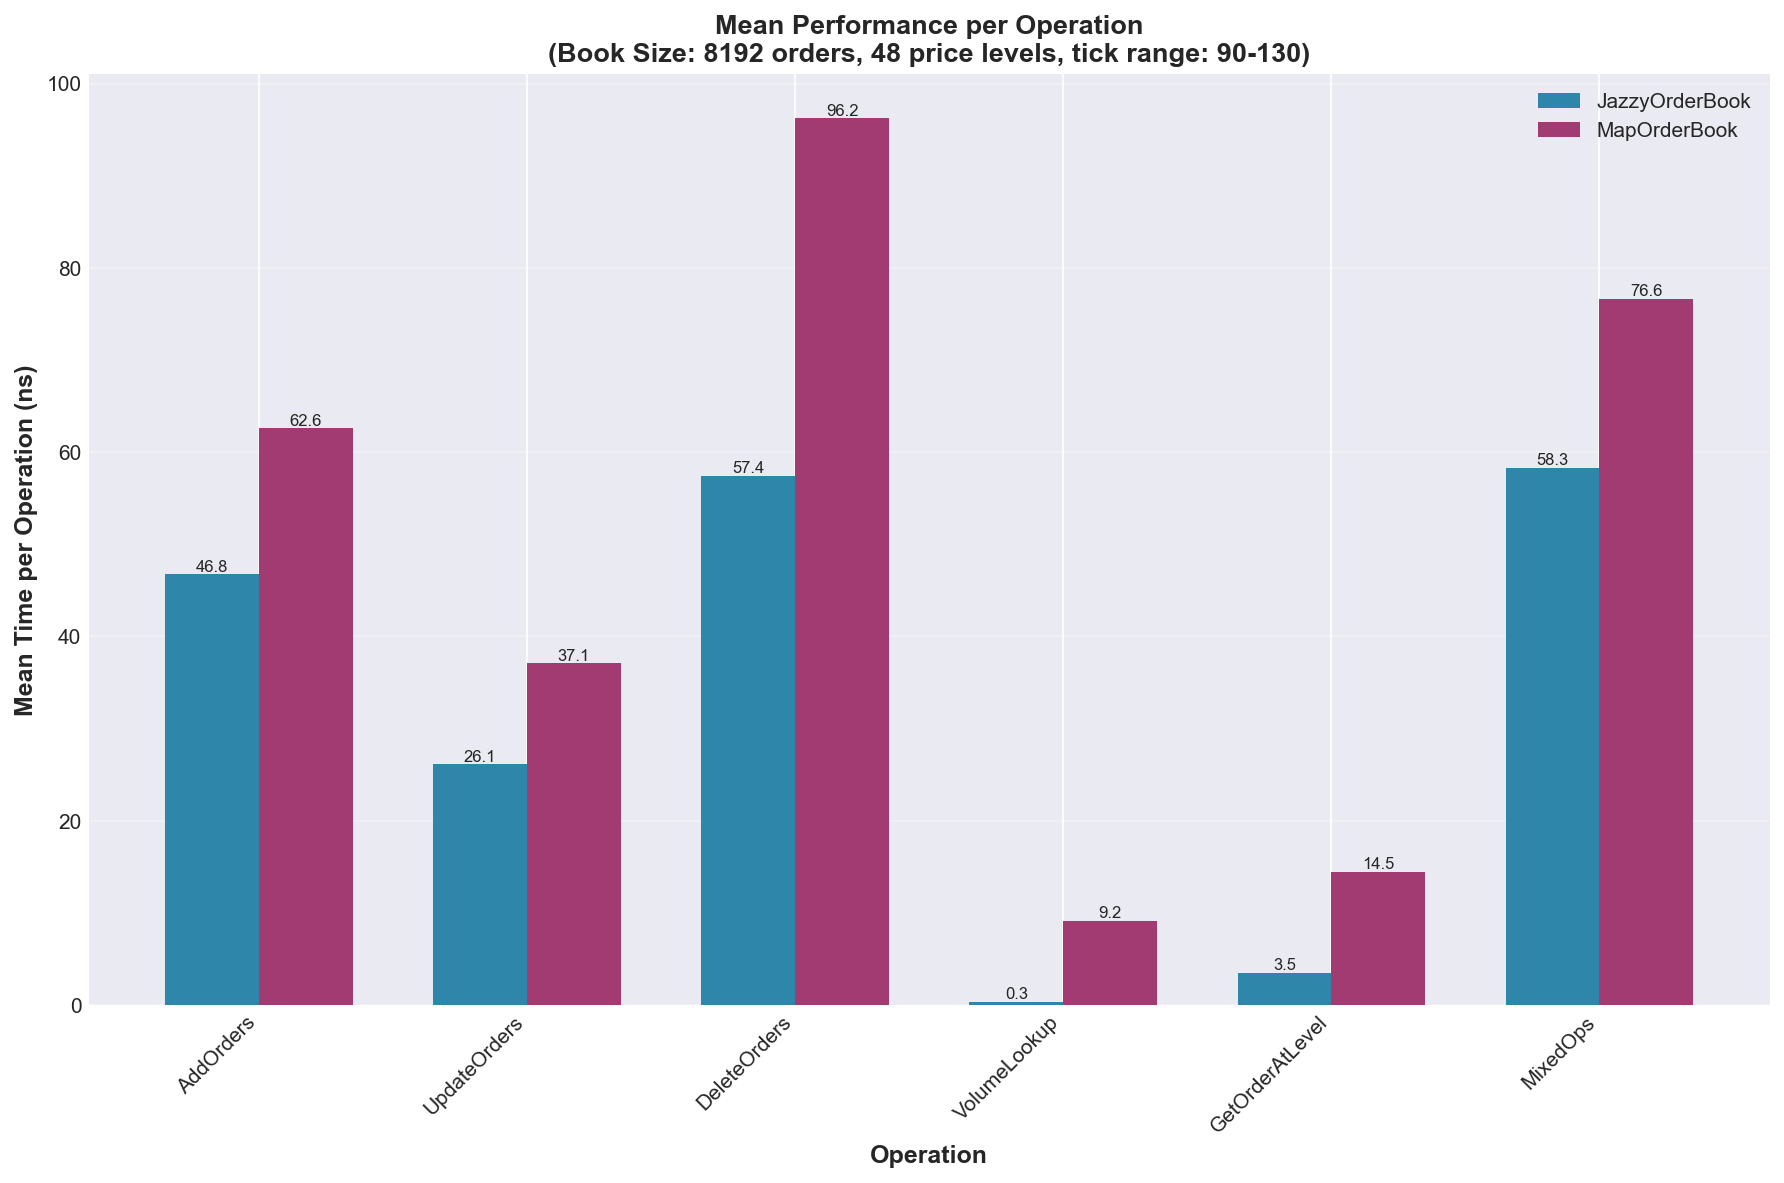 Mean Performance per Operation
(Book Size: 8192 orders, 48 price levels, tick range: 90-130)
JazzyOrderBook
MapOrderBook
Mean Time per Operation (ns)
100
80
60
40
20
0
46.8
62.6
26.1
37.1
57.4
96.2
0.3
9.2
3.5
14.5
58.3
76.6
AddOrders
UpdateOrders
DeleteOrders
VolumeLookup
GetOrderAtLevel
MixedOps
Operation